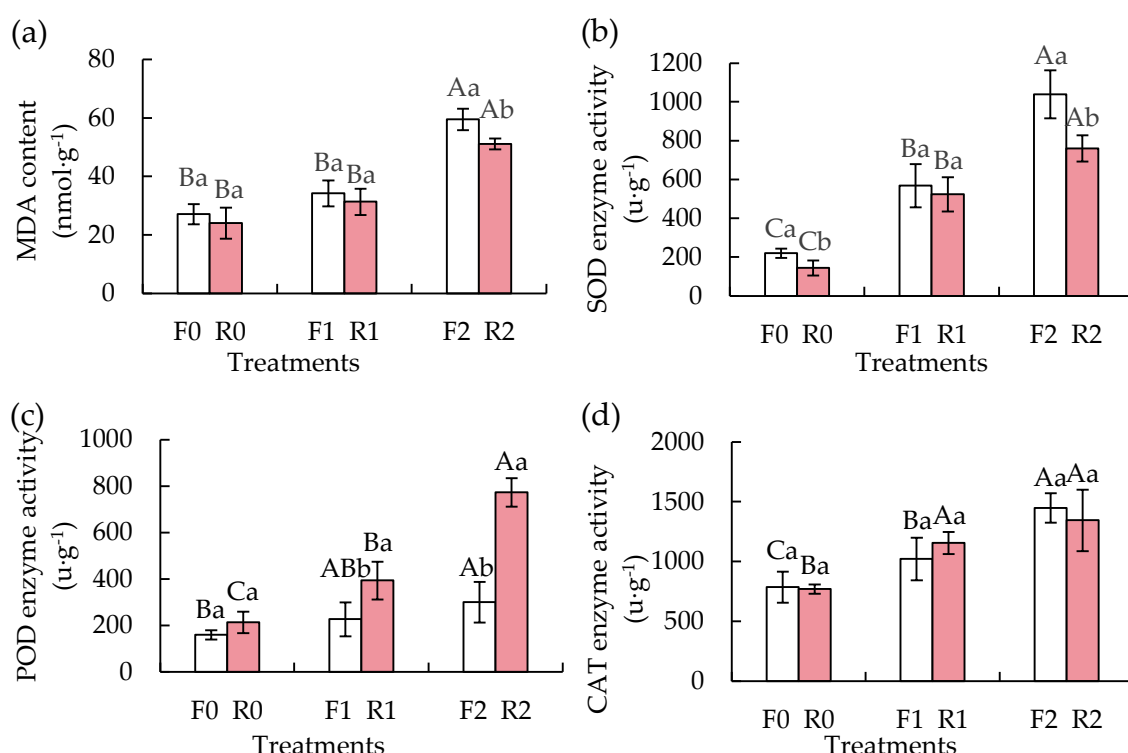 (a)
MDA content
(nmol·g⁻¹)
80
60
40
20
0
Ba Ba Ba Ba Aa Ab
F0 R0 F1 R1 F2 R2
Treatments
(b)
SOD enzyme activity
(u·g⁻¹)
1200
1000
800
600
400
200
0
Ca Cb Ba Ba Aa Ab
F0 R0 F1 R1 F2 R2
Treatments
(c)
POD enzyme activity
(u·g⁻¹)
1000
800
600
400
200
0
Ba Ca ABb Ba Ab Aa
F0 R0 F1 R1 F2 R2
Treatments
(d)
CAT enzyme activity
(u·g⁻¹)
2000
1500
1000
500
0
Ca Ba Ba Aa Aa Aa
F0 R0 F1 R1 F2 R2
Treatments